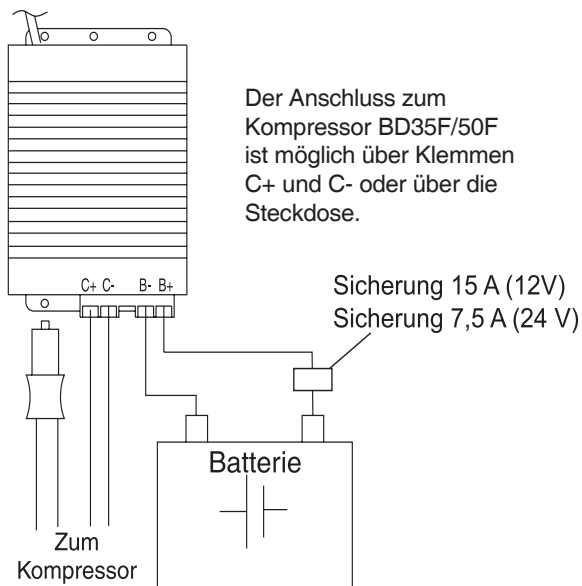 Der Anschluss zum
Kompressor BD35F/50F
ist möglich über Klemmen
C+ und C- oder über die
Steckdose.
C+ C- B- B+
Sicherung 15 A (12V)
Sicherung 7,5 A (24 V)
Batterie
Zum
Kompressor